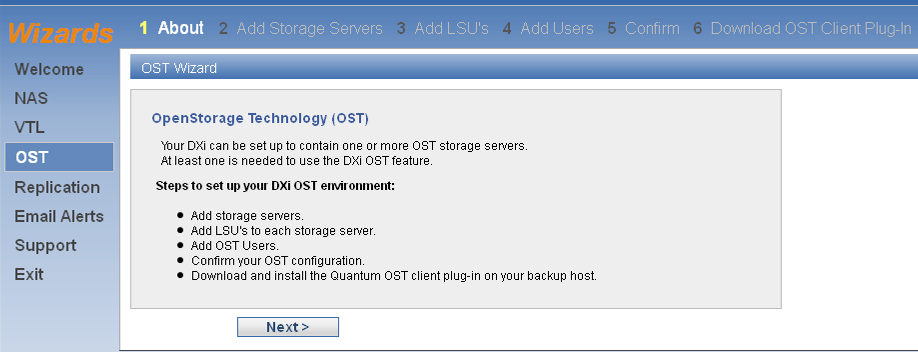 Wizards
1 About 2 Add Storage Servers 3 Add LSU's 4 Add Users 5 Confirm 6 Download OST Client Plug-In
Welcome
NAS
VTL
OST
Replication
Email Alerts
Support
Exit
OST Wizard
OpenStorage Technology (OST)
Your DXi can be set up to contain one or more OST storage servers.
At least one is needed to use the DXi OST feature.
Steps to set up your DXi OST environment:
● Add storage servers.
● Add LSU's to each storage server.
● Add OST Users.
● Confirm your OST configuration.
● Download and install the Quantum OST client plug-in on your backup host.
Next >